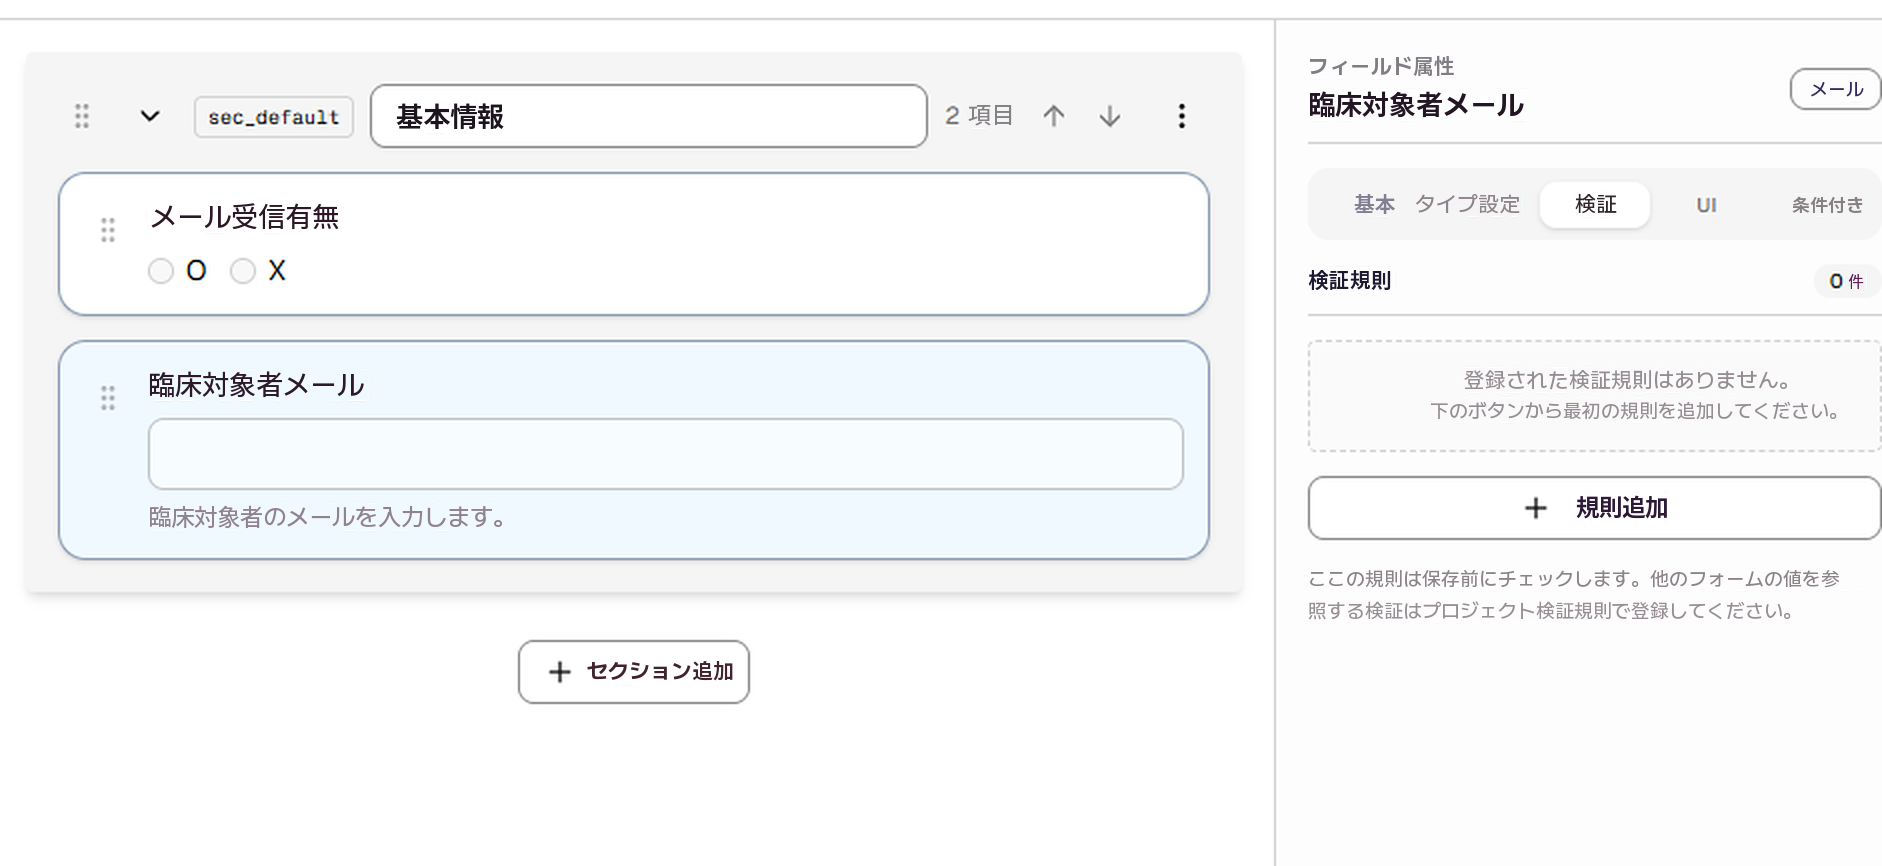 sec_default
基本情報
2 項目
メール受信有無
O X
臨床対象者メール
臨床対象者のメールを入力します。
セクション追加
フィールド属性
臨床対象者メール
メール
基本 タイプ設定 検証 UI 条件付き
検証規則
0 件
登録された検証規則はありません。
下のボタンから最初の規則を追加してください。
規則追加
ここの規則は保存前にチェックします。他のフォームの値を参
照する検証はプロジェクト検証規則で登録してください。